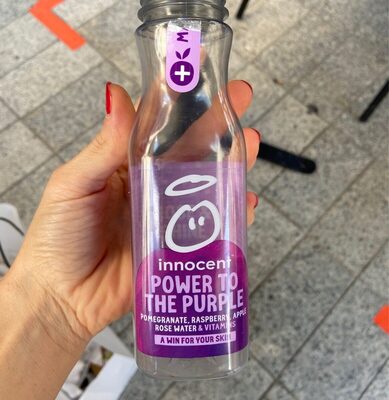 M
innocent
POWER TO
THE PURPLE
POMEGRANATE, RASPBERRY, APPLE
ROSE WATER & VITAMINS
A WIN FOR YOUR SKIN